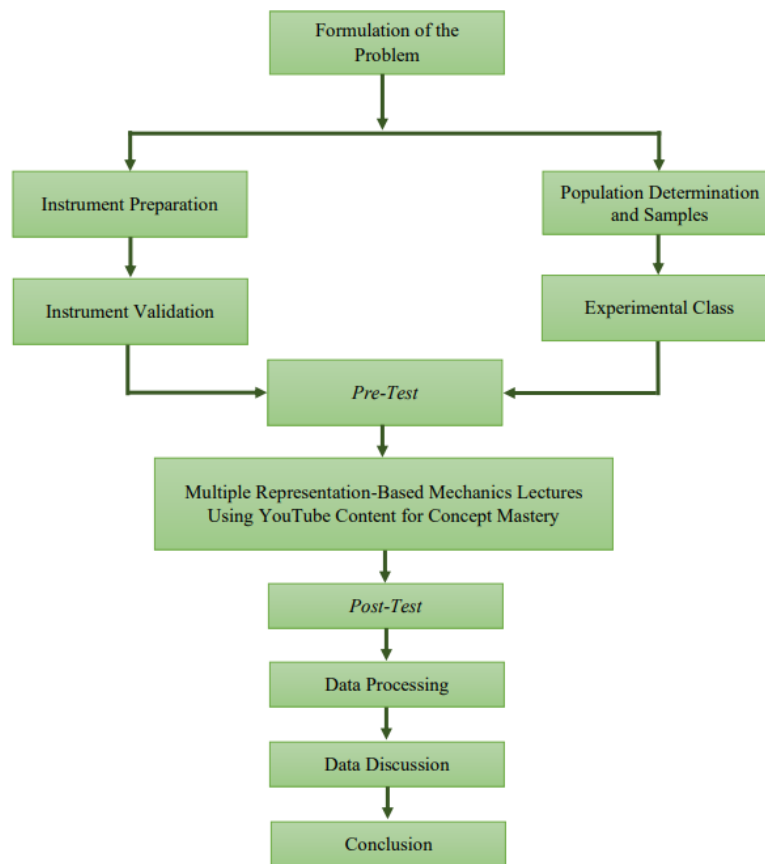 Formulation of the
Problem
Instrument Preparation
Population Determination
and Samples
Instrument Validation
Experimental Class
Pre-Test
Multiple Representation-Based Mechanics Lectures
Using YouTube Content for Concept Mastery
Post-Test
Data Processing
Data Discussion
Conclusion